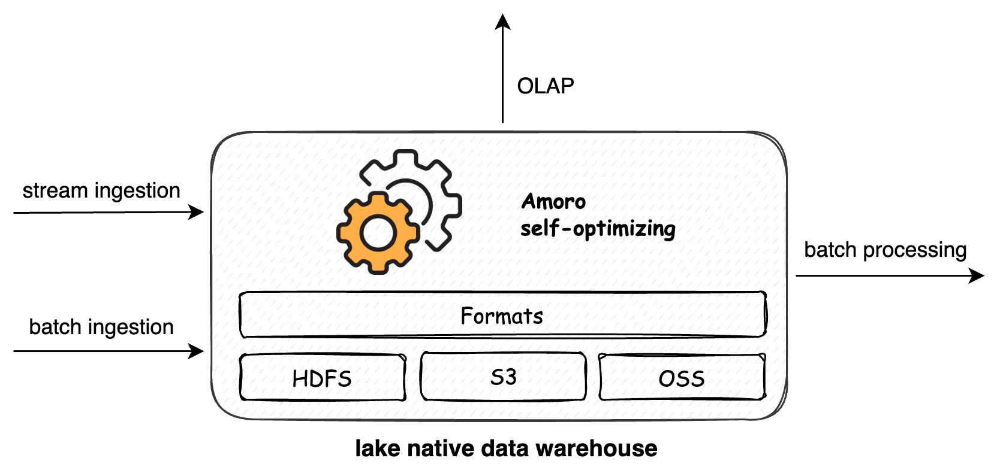 OLAP
stream ingestion
Amoro
self-optimizing
batch processing
Formats
batch ingestion
HDFS
S3
OSS
lake native data warehouse